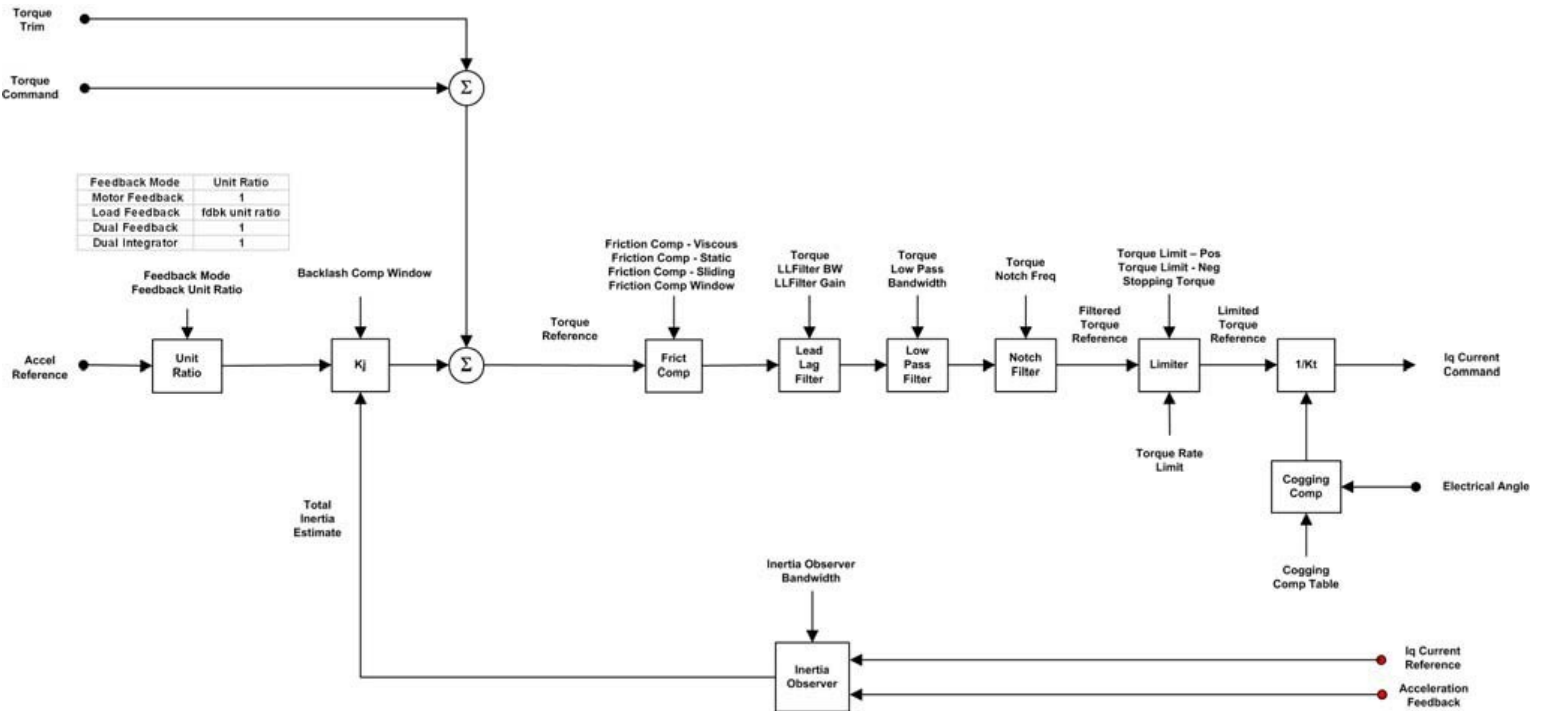 Torque
Trim
Torque
Command
Σ
Feedback Mode Unit Ratio
Motor Feedback 1
Load Feedback fdbk unit ratio
Dual Feedback 1
Dual Integrator 1
Feedback Mode
Feedback Unit Ratio
Backlash Comp Window
Friction Comp - Viscous
Friction Comp - Static
Friction Comp - Sliding
Friction Comp Window
Torque
LLFilter BW
LLFilter Gain
Torque
Low Pass
Bandwidth
Torque
Notch Freq
Torque Limit – Pos
Torque Limit - Neg
Stopping Torque
Accel
Reference
Unit
Ratio
Kj
Σ
Torque
Reference
Frict
Comp
Lead
Lag
Filter
Low
Pass
Filter
Notch
Filter
Filtered
Torque
Reference
Limiter
Limited
Torque
Reference
1/Kt
Iq Current
Command
Torque Rate
Limit
Cogging
Comp
Electrical Angle
Cogging
Comp Table
Total
Inertia
Estimate
Inertia Observer
Bandwidth
Inertia
Observer
Iq Current
Reference
Acceleration
Feedback